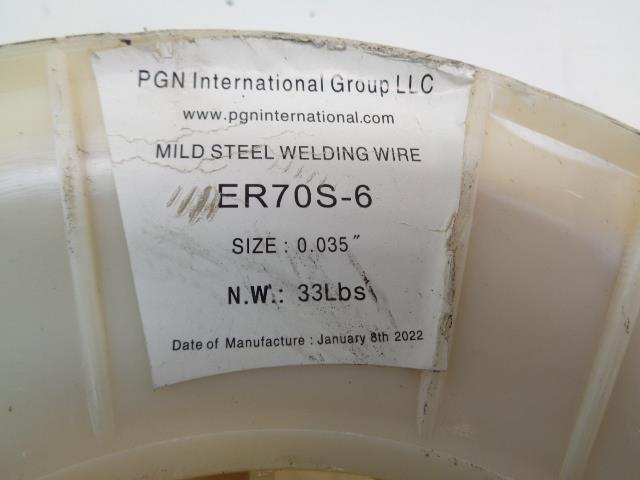 PGN International Group LLC
www.pgninternational.com
MILD STEEL WELDING WIRE
ER70S-6
SIZE : 0.035″
N.W.: 33Lbs
Date of Manufacture : January 8th 2022